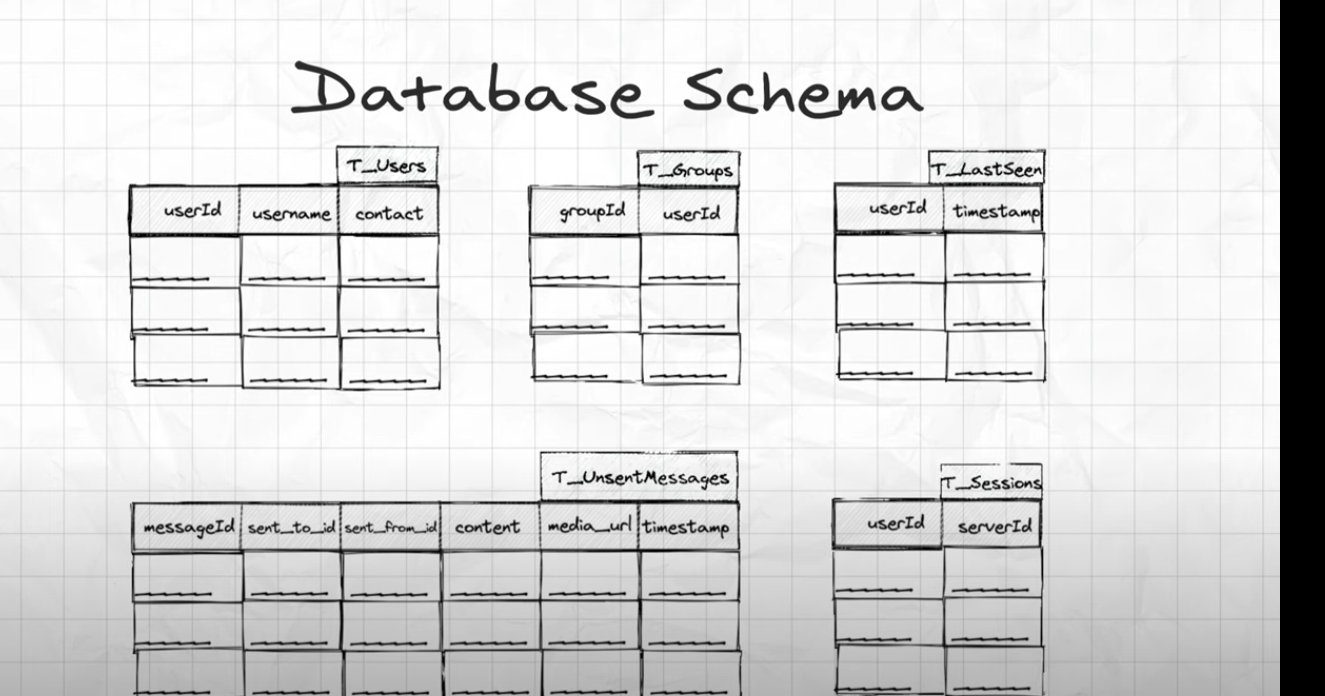 Database Schema
T_Users
userId username contact
T_Groups
groupId userId
T_LastSeen
userId timestamp
T_UnsentMessages
messageId sent_to_id sent_from_id content media_url timestamp
T_Sessions
userId serverId